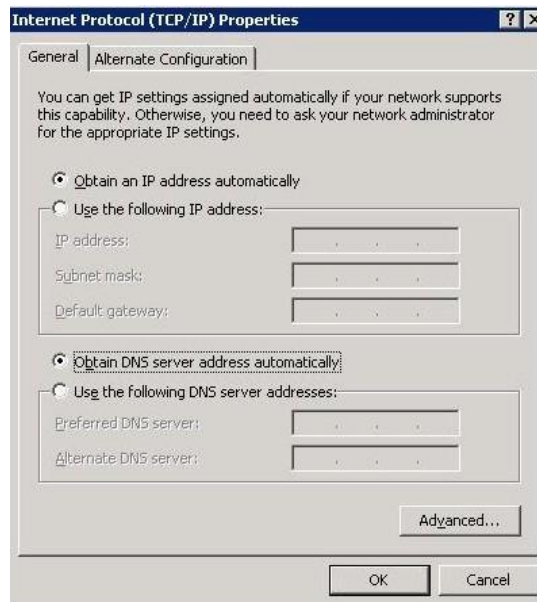 Internet Protocol (TCP/IP) Properties
General
Alternate Configuration
You can get IP settings assigned automatically if your network supports
this capability. Otherwise, you need to ask your network administrator
for the appropriate IP settings.
Obtain an IP address automatically
Use the following IP address:
IP address:
Subnet mask:
Default gateway:
Obtain DNS server address automatically
Use the following DNS server addresses:
Preferred DNS server:
Alternate DNS server:
Advanced...
OK
Cancel